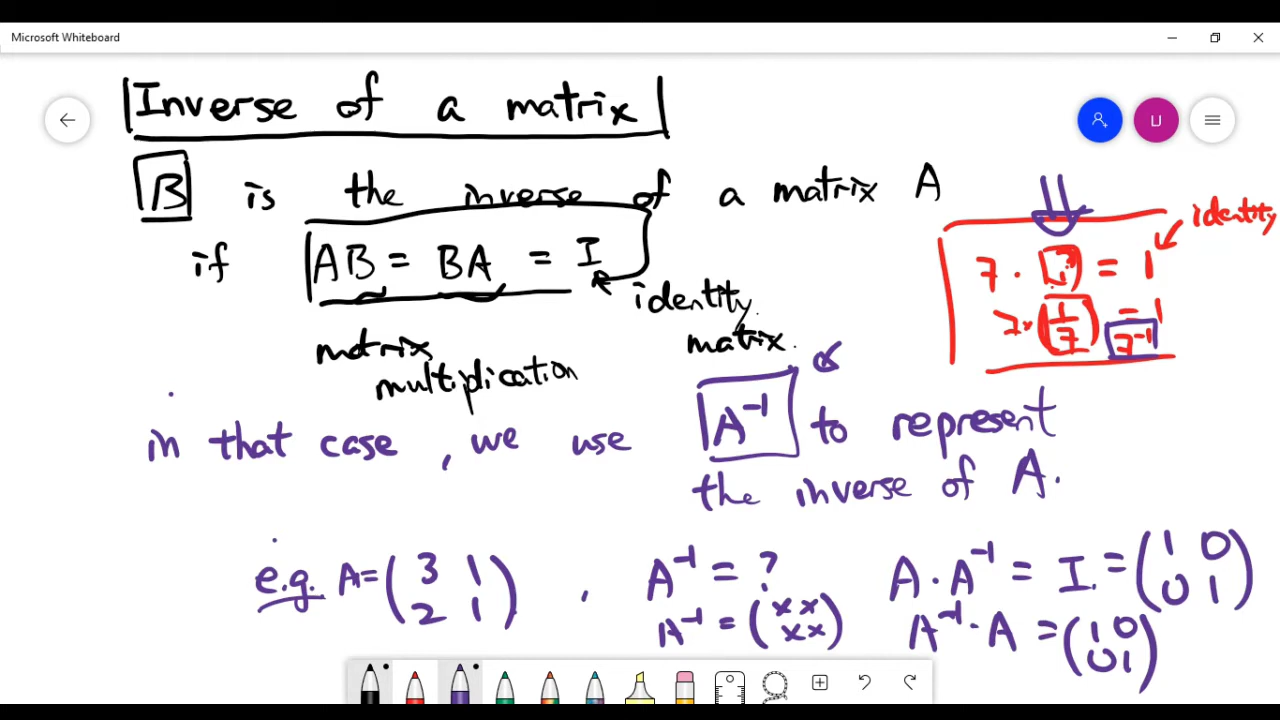 Microsoft Whiteboard
Inverse of a matrix
B is the inverse of a matrix A
if AB = BA = I
identity
matrix
matrix
multiplication
identity
7 · ? = 1
7 × (1/7) = 1
7⁻¹
U
in that case, we use A⁻¹ to represent
the inverse of A.
e.g. A = (3 1
2 1) ,
A⁻¹ = ?
A⁻¹ = (x x
x x)
A · A⁻¹ = I = (1 0
0 1)
A⁻¹ · A = (1 0
0 1)